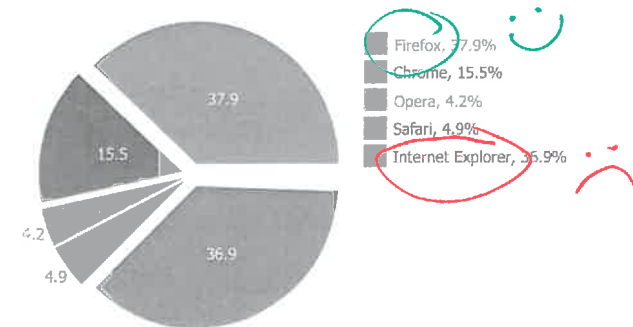 37.9
15.5
4.2
4.9
36.9
Firefox, 37.9%
Chrome, 15.5%
Opera, 4.2%
Safari, 4.9%
Internet Explorer, 36.9%